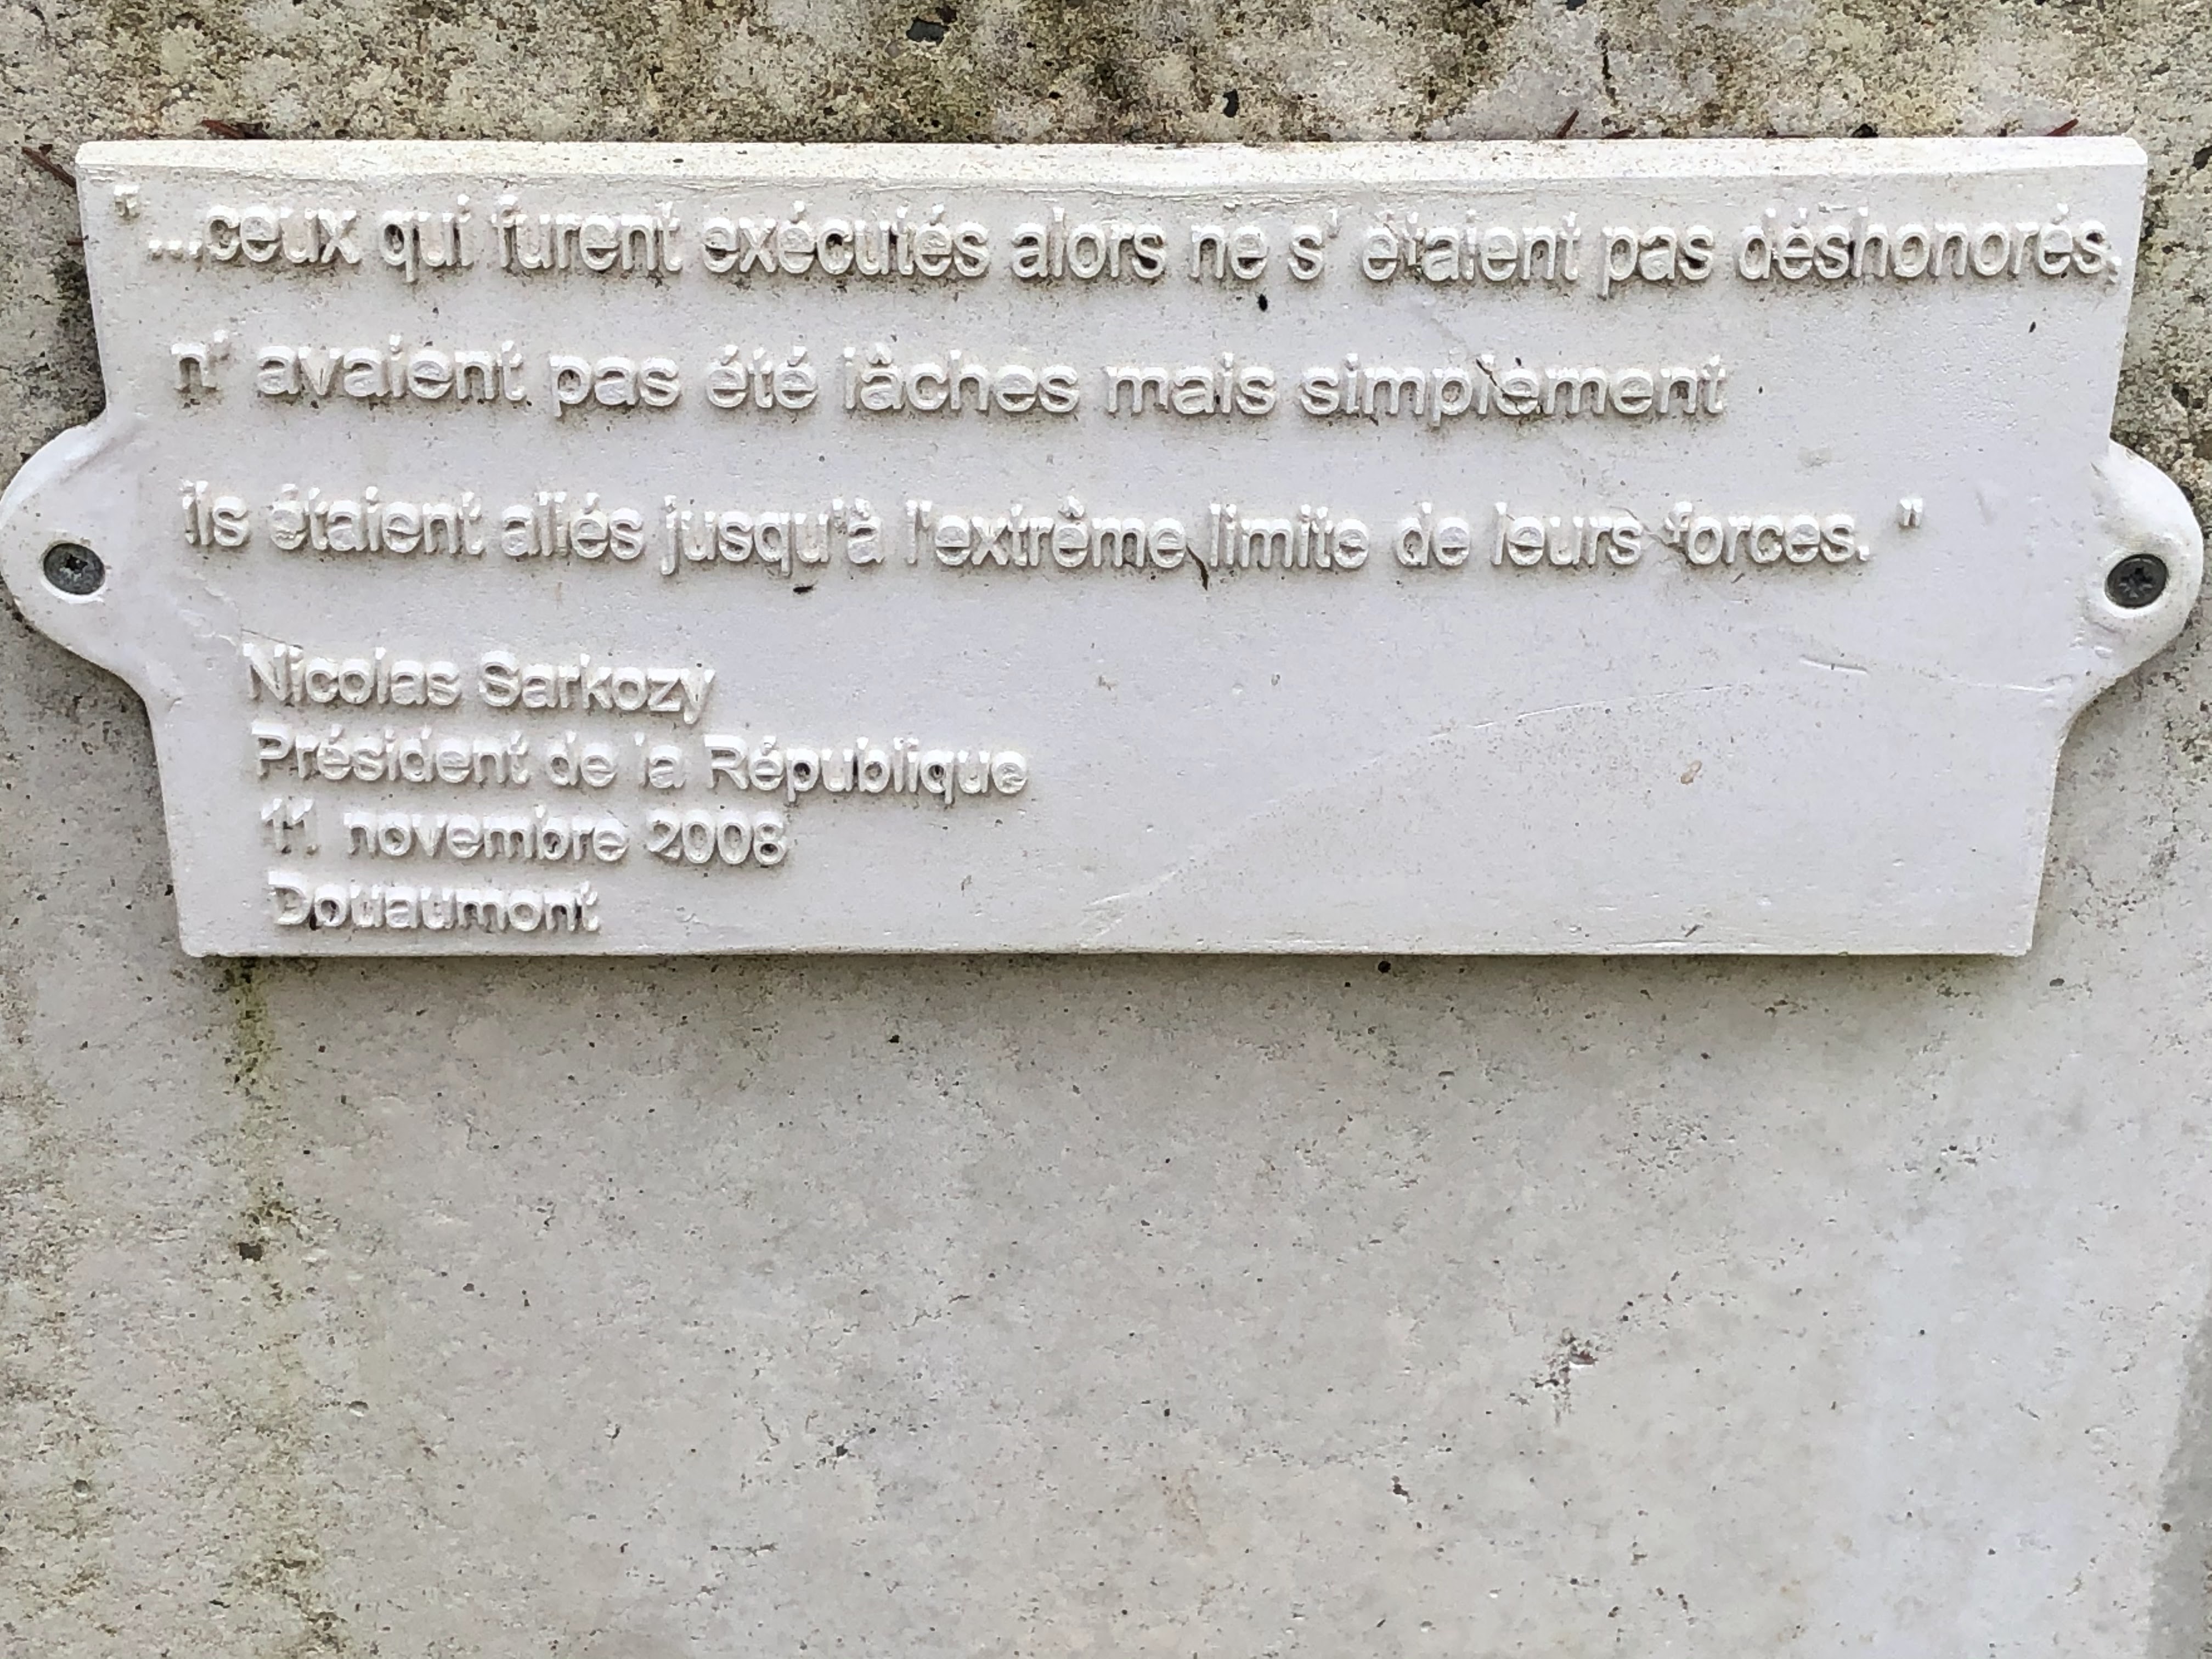 "...ceux qui furent exécutés alors ne s' étaient pas déshonorés,
n' avaient pas été lâches mais simplement
ils étaient allés jusqu'à l'extrême limite de leurs forces. "
Nicolas Sarkozy
Président de la République
11 novembre 2008
Douaumont